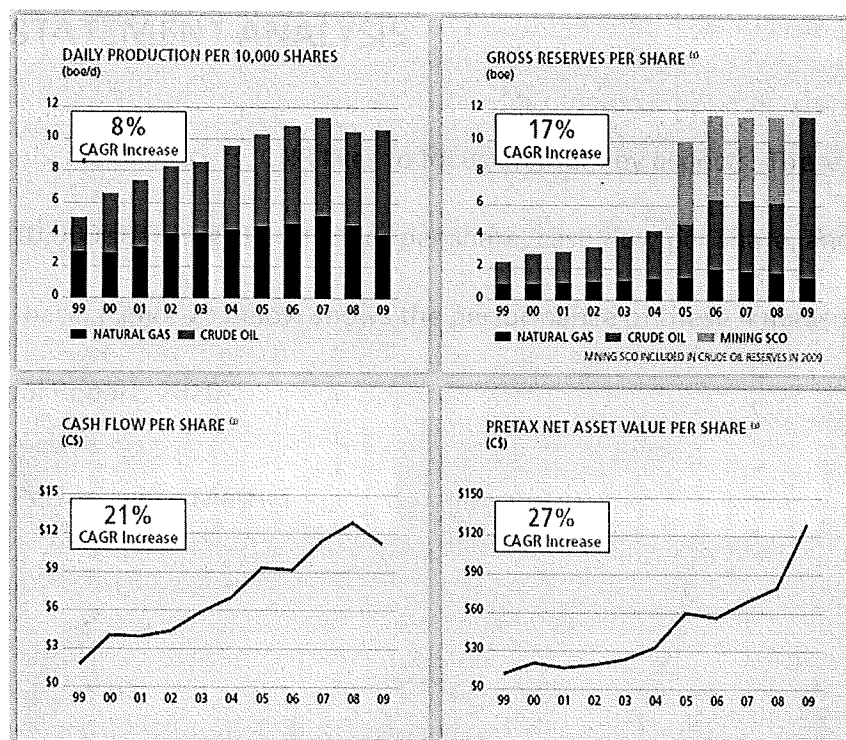 DAILY PRODUCTION PER 10,000 SHARES
(boe/d)
12
10
8
6
4
2
0
8%
CAGR Increase
99 00 01 02 03 04 05 06 07 08 09
NATURAL GAS CRUDE OIL
GROSS RESERVES PER SHARE (1)
(boe)
12
10
8
6
4
2
0
17%
CAGR Increase
99 00 01 02 03 04 05 06 07 08 09
NATURAL GAS CRUDE OIL MINING SCO
MINING SCO INCLUDED IN CRUDE OIL RESERVES IN 2009
CASH FLOW PER SHARE
(C$)
$15
$12
$9
$6
$3
$0
21%
CAGR Increase
99 00 01 02 03 04 05 06 07 08 09
PRETAX NET ASSET VALUE PER SHARE
(C$)
$150
$120
$90
$60
$30
$0
27%
CAGR Increase
99 00 01 02 03 04 05 06 07 08 09